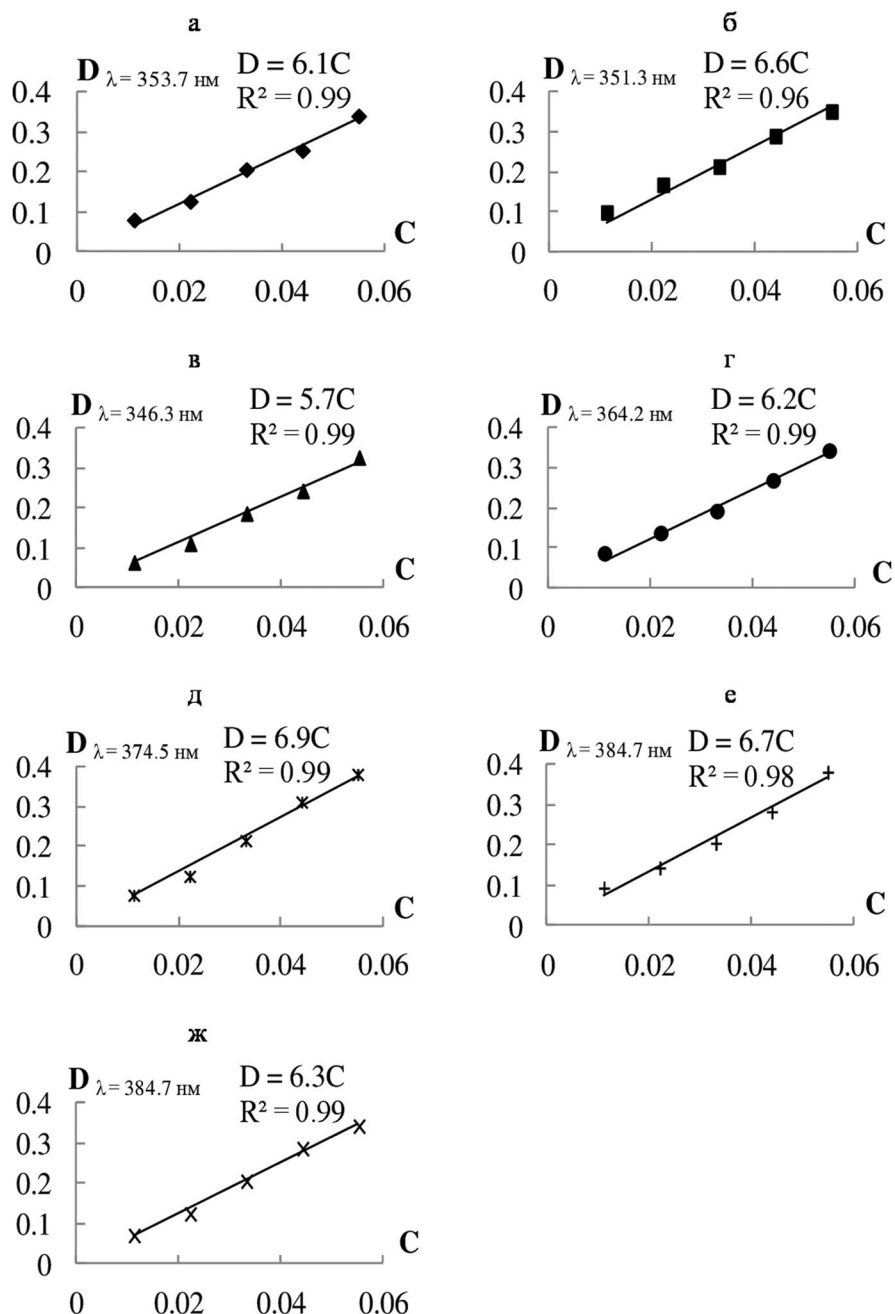 а
D λ = 353.7 нм D = 6.1C
R² = 0.99
0.4
0.3
0.2
0.1
0
C
0 0.02 0.04 0.06
б
D λ= 351.3 нм D = 6.6C
R² = 0.96
0.4
0.3
0.2
0.1
0
C
0 0.02 0.04 0.06
в
D λ= 346.3 нм D = 5.7C
R² = 0.99
0.4
0.3
0.2
0.1
0
C
0 0.02 0.04 0.06
г
D λ= 364.2 нм D = 6.2C
R² = 0.99
0.4
0.3
0.2
0.1
0
C
0 0.02 0.04 0.06
д
D λ = 374.5 нм D = 6.9C
R² = 0.99
0.4
0.3
0.2
0.1
0
C
0 0.02 0.04 0.06
е
D λ= 384.7 нм D = 6.7C
R² = 0.98
0.4
0.3
0.2
0.1
0
C
0 0.02 0.04 0.06
ж
D λ= 384.7 нм D = 6.3C
R² = 0.99
0.4
0.3
0.2
0.1
0
C
0 0.02 0.04 0.06